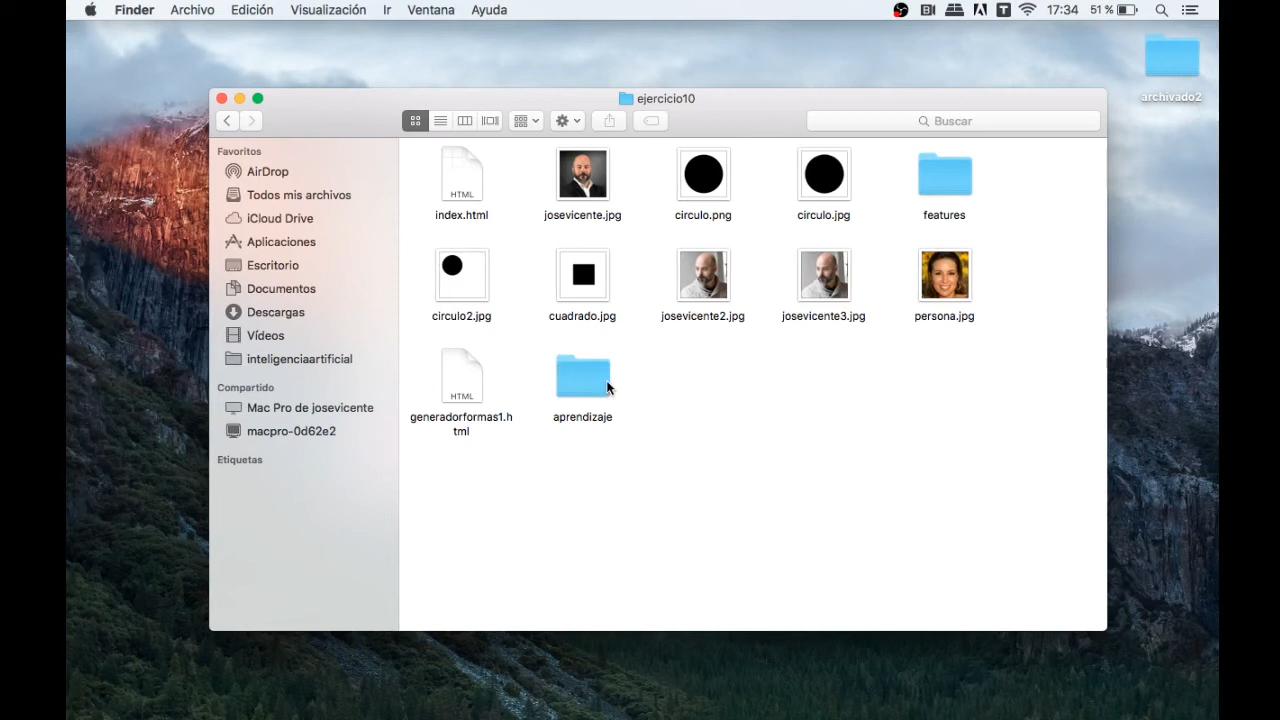 Finder Archivo Edición Visualización Ir Ventana Ayuda 17:34 51 %
archivado2
ejercicio10
Buscar
Favoritos
AirDrop
Todos mis archivos
iCloud Drive
Aplicaciones
Escritorio
Documentos
Descargas
Vídeos
inteligenciaartificial
Compartido
Mac Pro de josevicente
macpro-0d62e2
Etiquetas
HTML
index.html josevicente.jpg circulo.png circulo.jpg features
circulo2.jpg cuadrado.jpg josevicente2.jpg josevicente3.jpg persona.jpg
HTML
generadorformas1.h aprendizaje
tml